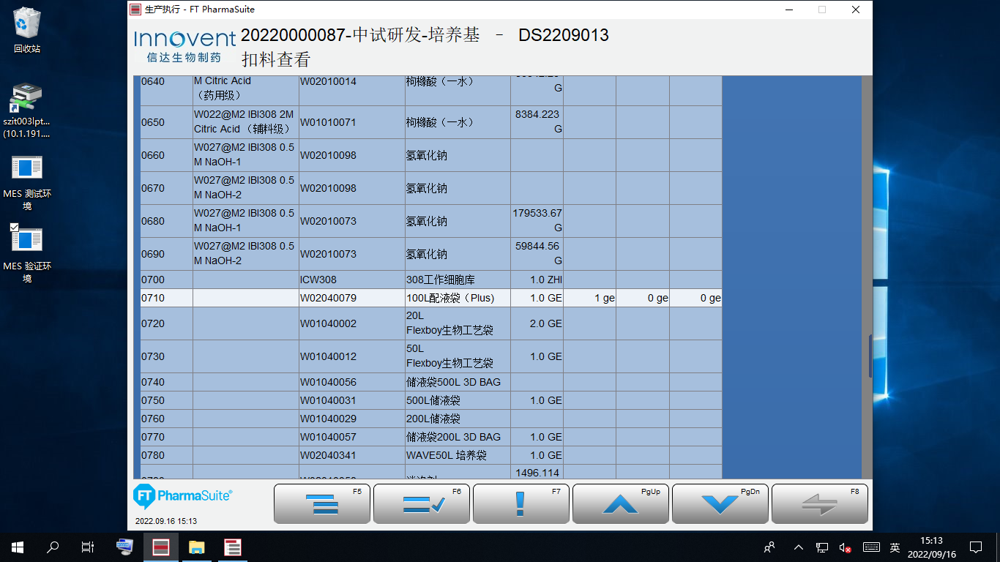 生产执行 - FT PharmaSuite
Innovent
信达生物制药
20220000087-中试研发-培养基 - DS2209013
扣料查看
回收站
szit003lpt...
(10.1.191....
MES 测试环
境
MES 验证环
境
0640 M Citric Acid
（药用级） W02010014 枸橼酸（一水） G
0650 W022@M2 IBI308 2M
Citric Acid （辅料级） W01010071 枸橼酸（一水） 8384.223
G
0660 W027@M2 IBI308 0.5
M NaOH-1 W02010098 氢氧化钠
0670 W027@M2 IBI308 0.5
M NaOH-2 W02010098 氢氧化钠
0680 W027@M2 IBI308 0.5
M NaOH-1 W02010073 氢氧化钠 179533.67
G
0690 W027@M2 IBI308 0.5
M NaOH-2 W02010073 氢氧化钠 59844.56
G
0700 ICW308 308工作细胞库 1.0 ZHI
0710 W02040079 100L配液袋（Plus) 1.0 GE 1 ge 0 ge 0 ge
0720 W01040002 20L
Flexboy生物工艺袋 2.0 GE
0730 W01040012 50L
Flexboy生物工艺袋 1.0 GE
0740 W01040056 储液袋500L 3D BAG
0750 W01040031 500L储液袋 1.0 GE
0760 W01040029 200L储液袋
0770 W01040057 储液袋200L 3D BAG 1.0 GE
0780 W02040341 WAVE50L 培养袋 1.0 GE
1496.114
FT PharmaSuite
2022.09.16 15:13
F5
F6
F7
PgUp
PgDn
F8
英
15:13
2022/09/16